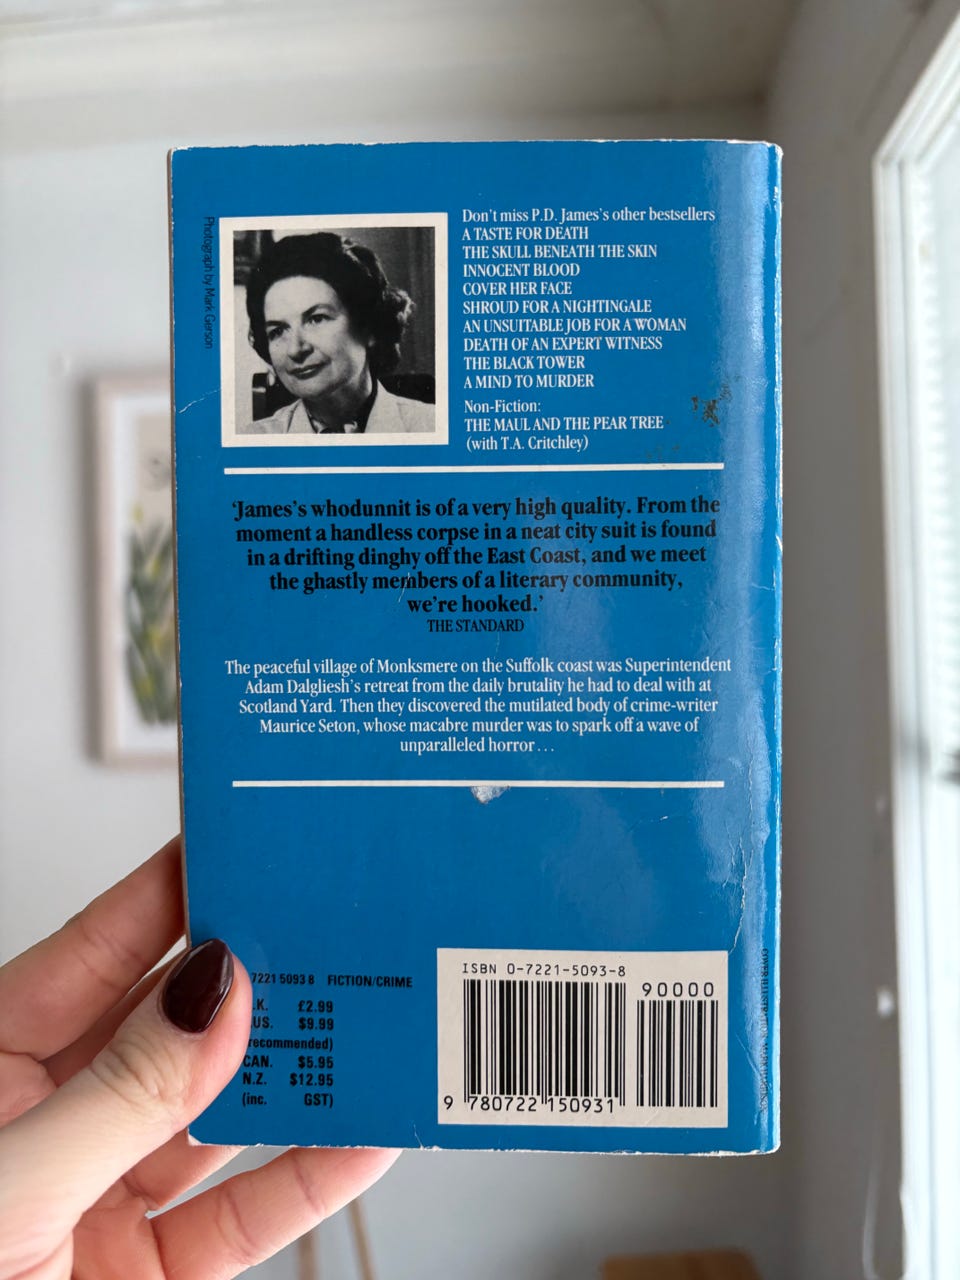 Photograph by Mark Gerson
Don't miss P.D. James's other bestsellers
A TASTE FOR DEATH
THE SKULL BENEATH THE SKIN
INNOCENT BLOOD
COVER HER FACE
SHROUD FOR A NIGHTINGALE
AN UNSUITABLE JOB FOR A WOMAN
DEATH OF AN EXPERT WITNESS
THE BLACK TOWER
A MIND TO MURDER
Non-Fiction:
THE MAUL AND THE PEAR TREE
(with T.A. Critchley)
‘James's whodunnit is of a very high quality. From the
moment a handless corpse in a neat city suit is found
in a drifting dinghy off the East Coast, and we meet
the ghastly members of a literary community,
we're hooked.’
THE STANDARD
The peaceful village of Monksmere on the Suffolk coast was Superintendent
Adam Dalgliesh's retreat from the daily brutality he had to deal with at
Scotland Yard. Then they discovered the mutilated body of crime-writer
Maurice Seton, whose macabre murder was to spark off a wave of
unparalleled horror . . .
7221 5093 8 FICTION/CRIME
.K. £2.99
US. $9.99
recommended)
CAN. $5.95
N.Z. $12.95
(inc. GST)
ISBN 0-7221-5093-8
90000
9 780722 150931
COVER ILLUSTRATION: